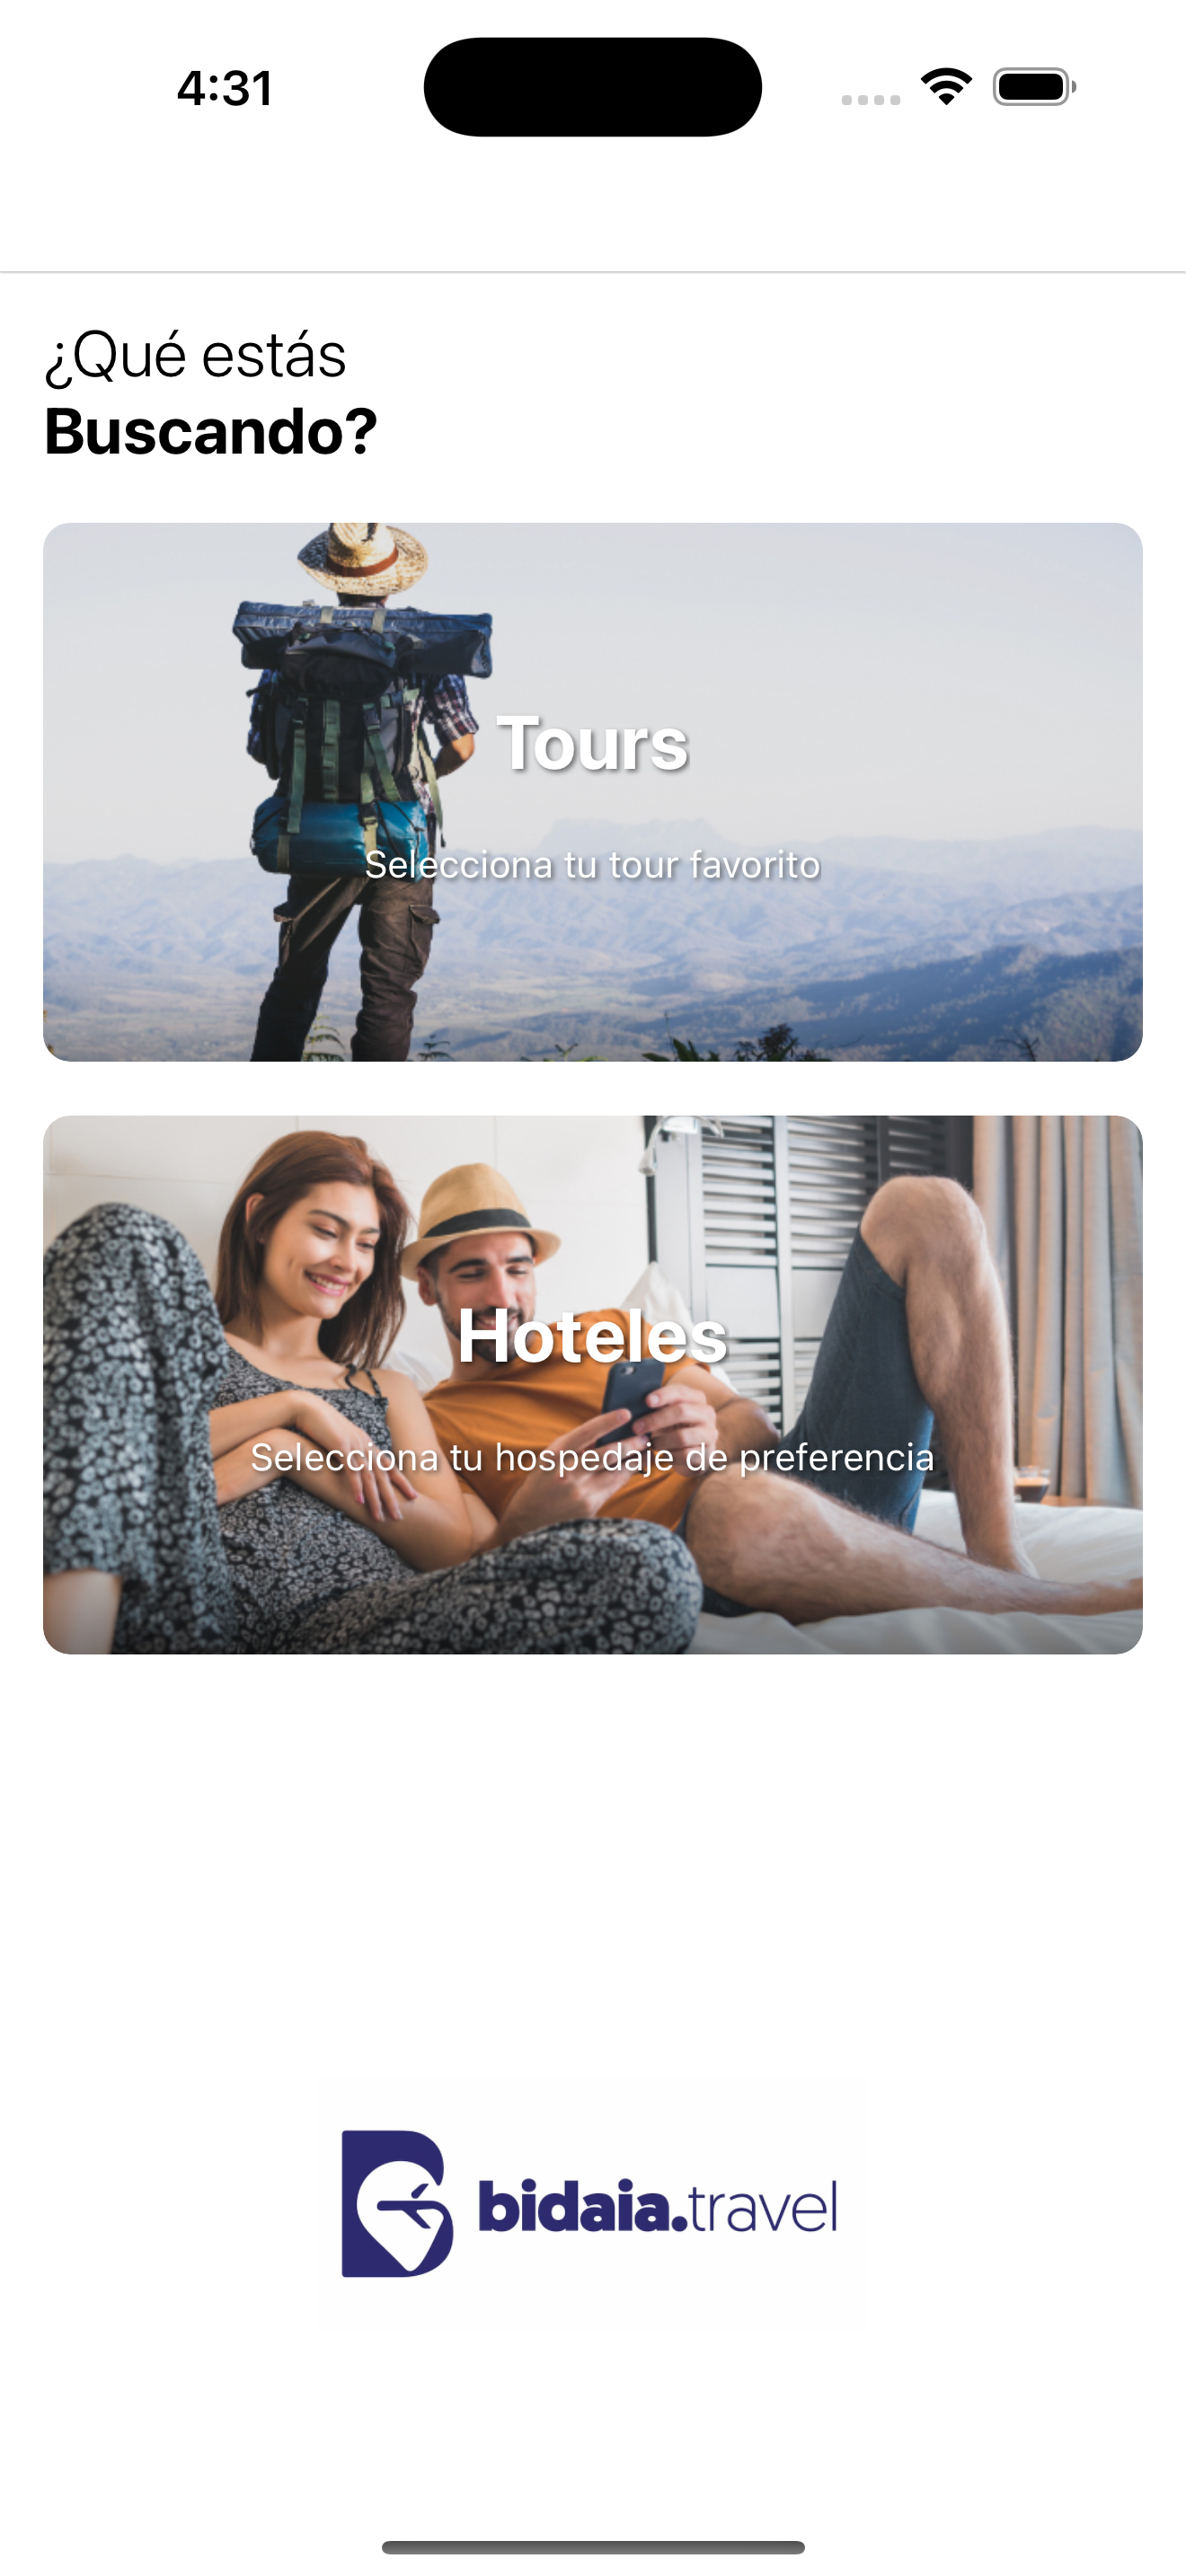 4:31
¿Qué estás
Buscando?
Tours
Selecciona tu tour favorito
Hoteles
Selecciona tu hospedaje de preferencia
bidaia.travel